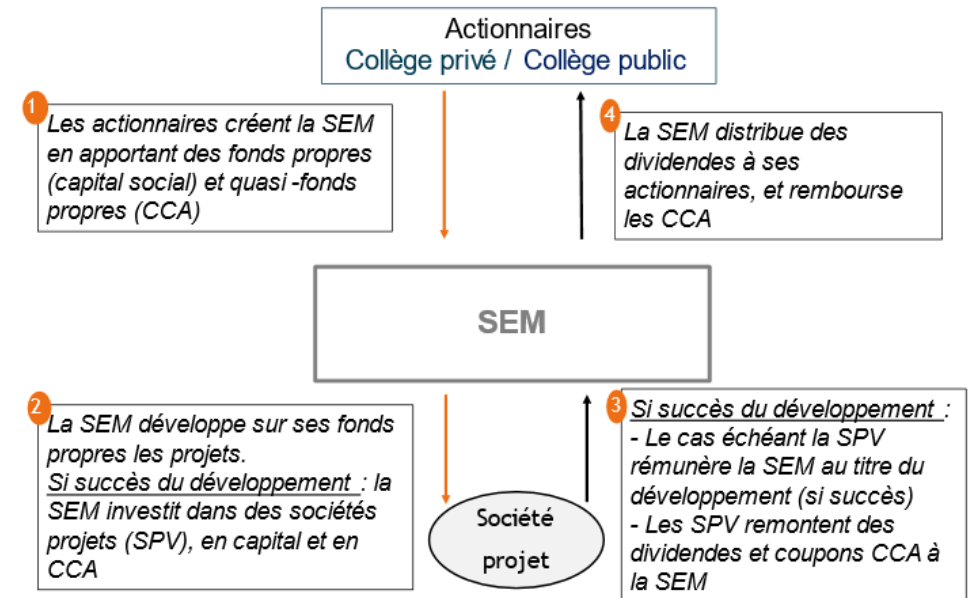 Actionnaires
Collège privé / Collège public
1
Les actionnaires créent la SEM
en apportant des fonds propres
(capital social) et quasi -fonds
propres (CCA)
4
La SEM distribue des
dividendes à ses
actionnaires, et rembourse
les CCA
SEM
2
La SEM développe sur ses fonds
propres les projets.
Si succès du développement : la
SEM investit dans des sociétés
projets (SPV), en capital et en
CCA
Société
projet
3
Si succès du développement :
- Le cas échéant la SPV
rémunère la SEM au titre du
développement (si succès)
- Les SPV remontent des
dividendes et coupons CCA à
la SEM